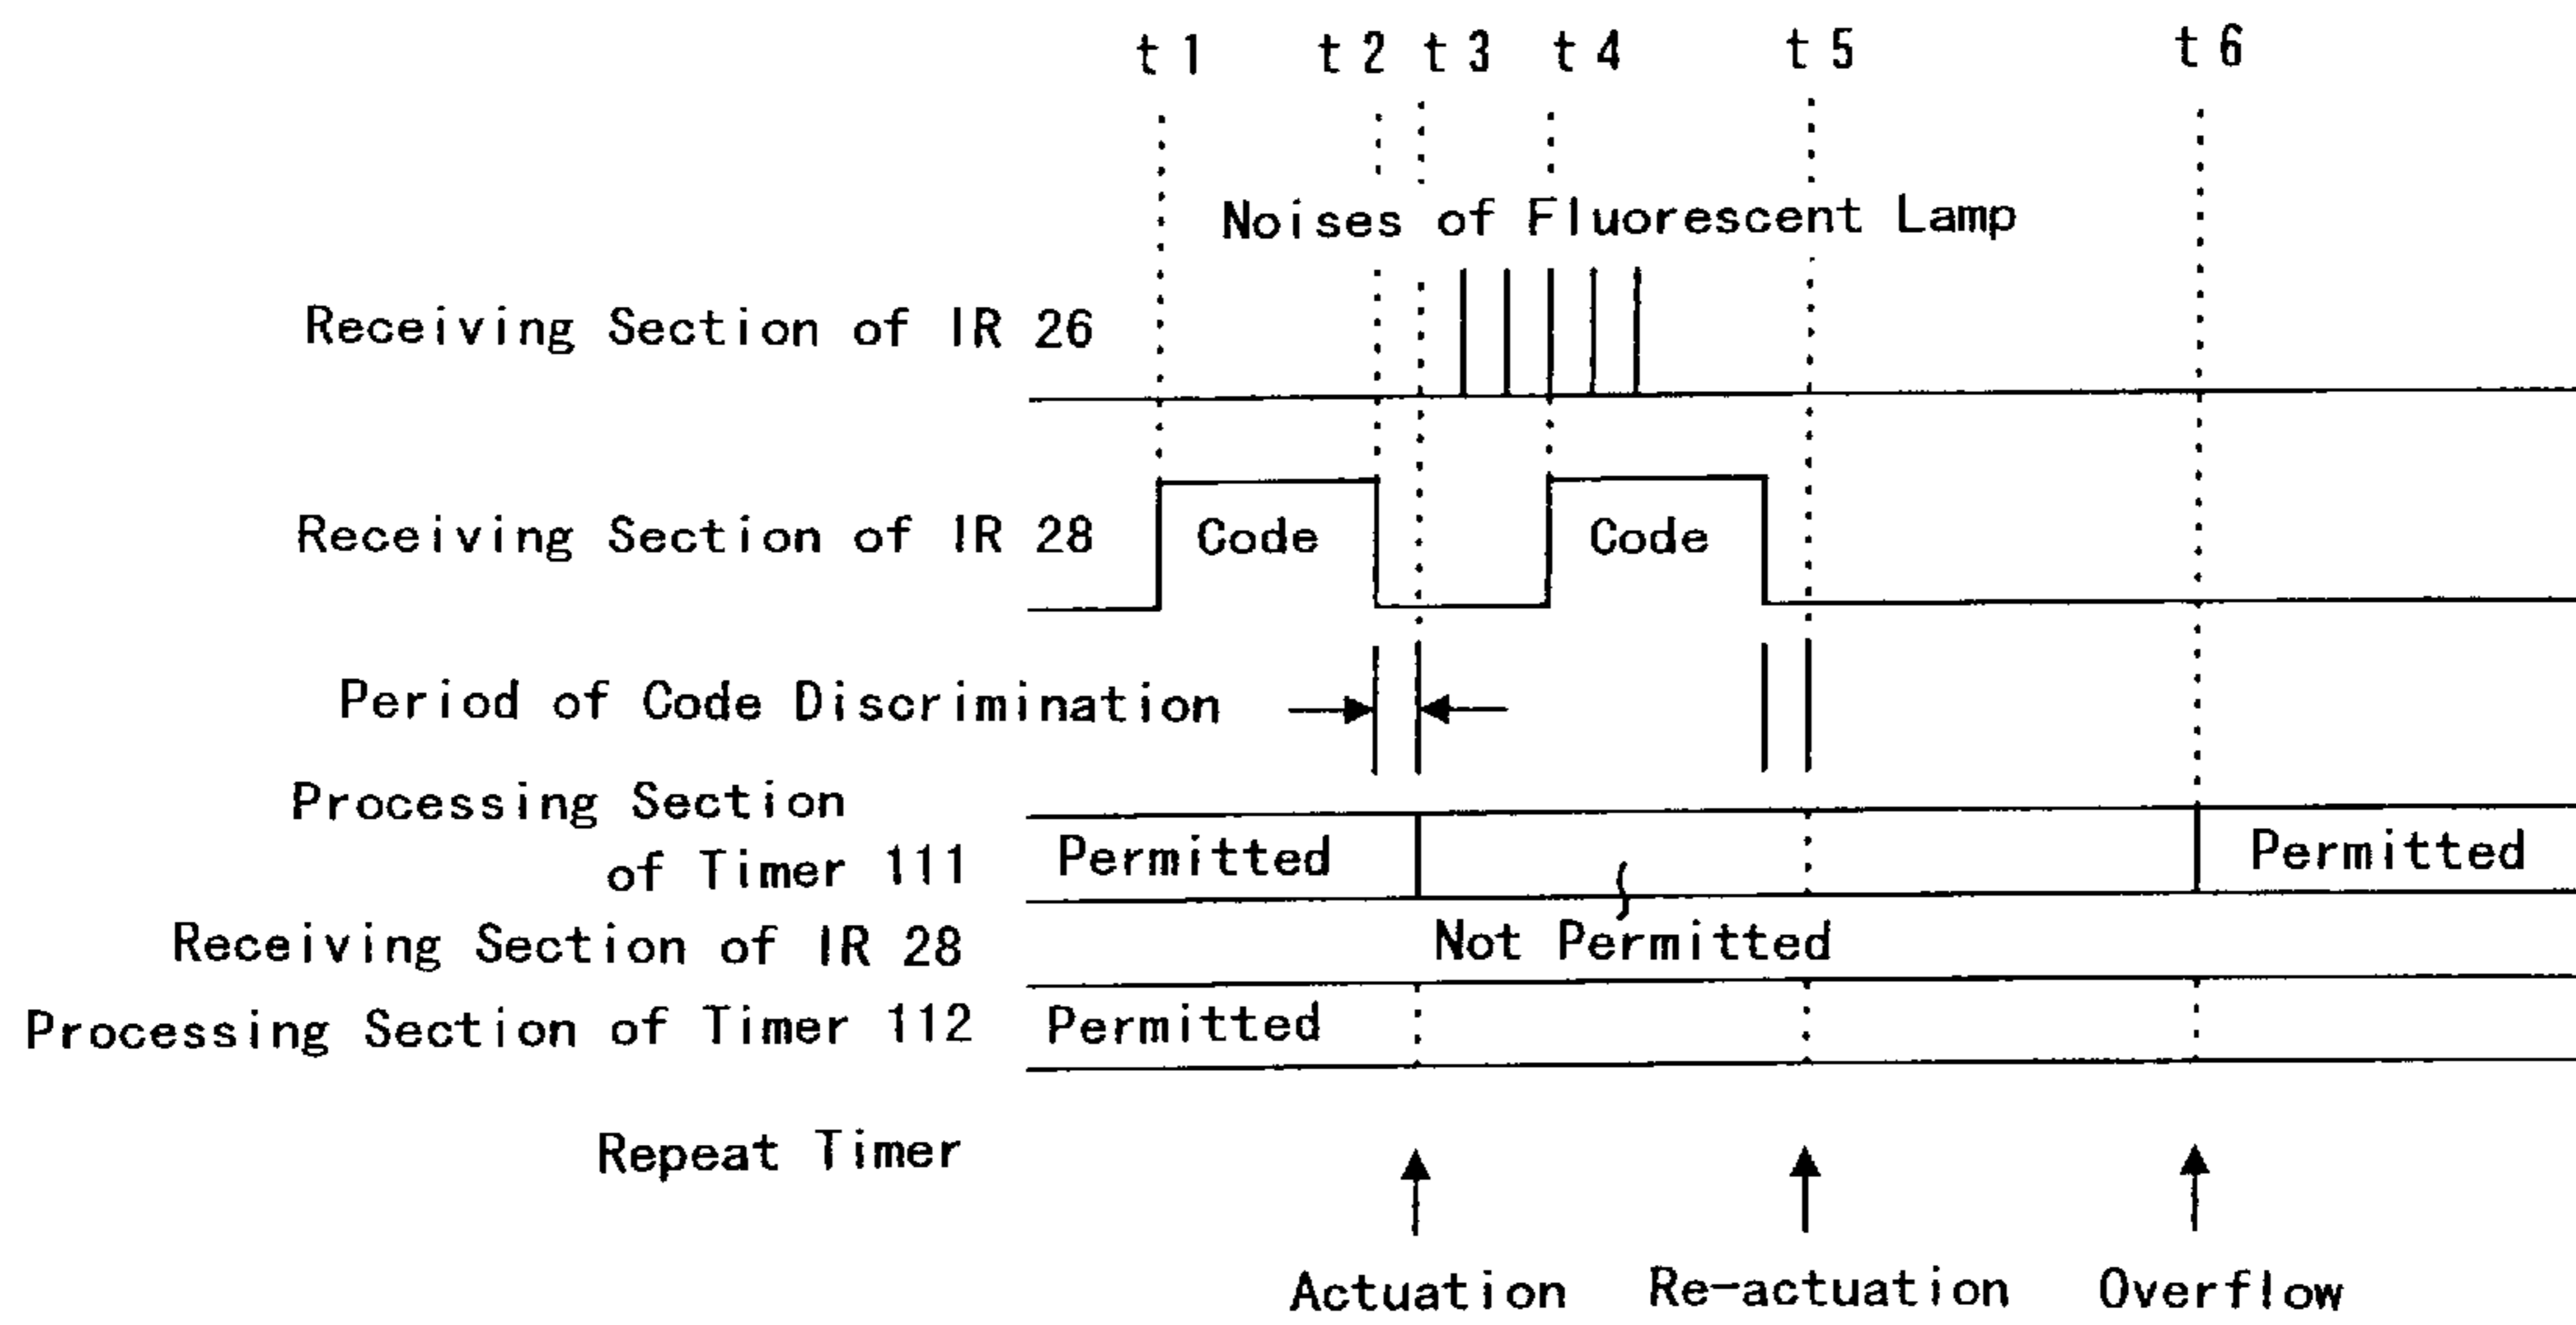 t1 t2 t3 t4 t5 t6
Noises of Fluorescent Lamp
Receiving Section of IR 26
Receiving Section of IR 28
Code Code
Period of Code Discrimination
Processing Section
of Timer 111
Permitted Permitted
Not Permitted
Receiving Section of IR 28
Processing Section of Timer 112
Permitted
Repeat Timer
Actuation Re-actuation Overflow